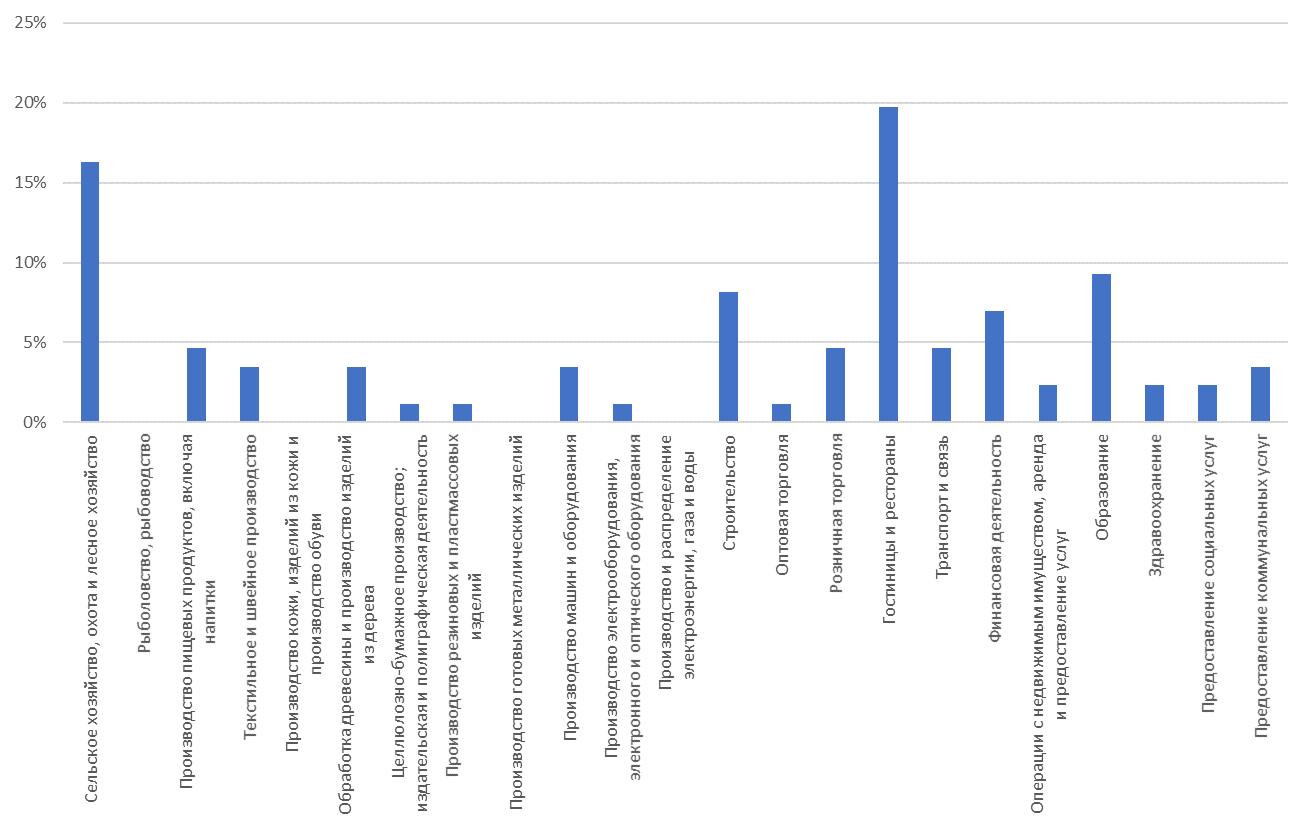 25%
20%
15%
10%
5%
0%
Сельское хозяйство, охота и лесное хозяйство
Рыболовство, рыбоводство
Производство пищевых продуктов, включая
напитки
Текстильное и швейное производство
Производство кожи, изделий из кожи и
производство обуви
Обработка древесины и производство изделий
из дерева
Целлюлозно-бумажное производство;
издательская и полиграфическая деятельность
Производство резиновых и пластмассовых
изделий
Производство готовых металлических изделий
Производство машин и оборудования
Производство электрооборудования,
электронного и оптического оборудования
Производство и распределение
электроэнергии, газа и воды
Строительство
Оптовая торговля
Розничная торговля
Гостиницы и рестораны
Транспорт и связь
Финансовая деятельность
Операции с недвижимым имуществом, аренда
и предоставление услуг
Образование
Здравоохранение
Предоставление социальных услуг
Предоставление коммунальных услуг